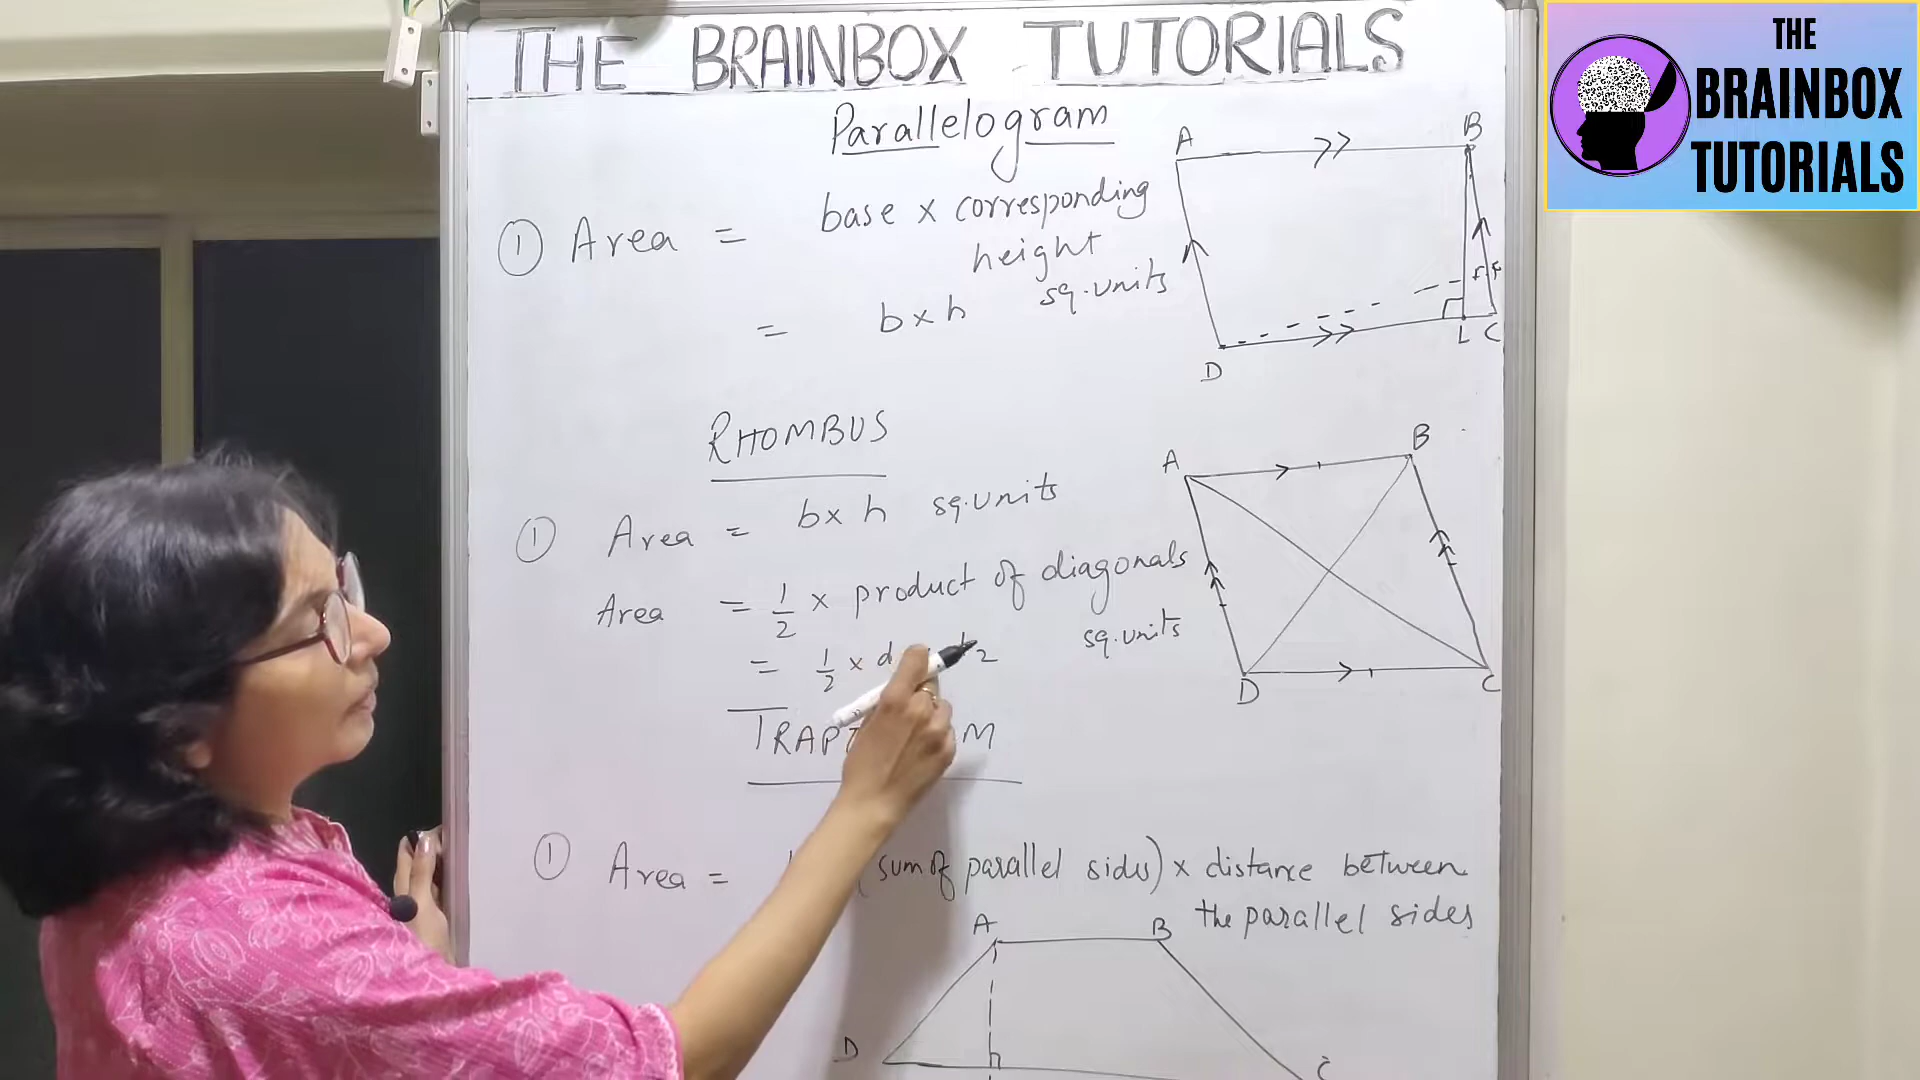 THE BRAINBOX TUTORIALS
THE
BRAINBOX
TUTORIALS
Parallelogram
① Area = base × corresponding
height
sq.units
= b×h
A
B
L
C
D
RHOMBUS
① Area = b×h sq.units
Area = 1/2 × product of diagonals
sq.units
= 1/2 × d
2
A
B
D
C
① Area = (sum of parallel sides) × distance between
the parallel sides
A
B
D
h
C